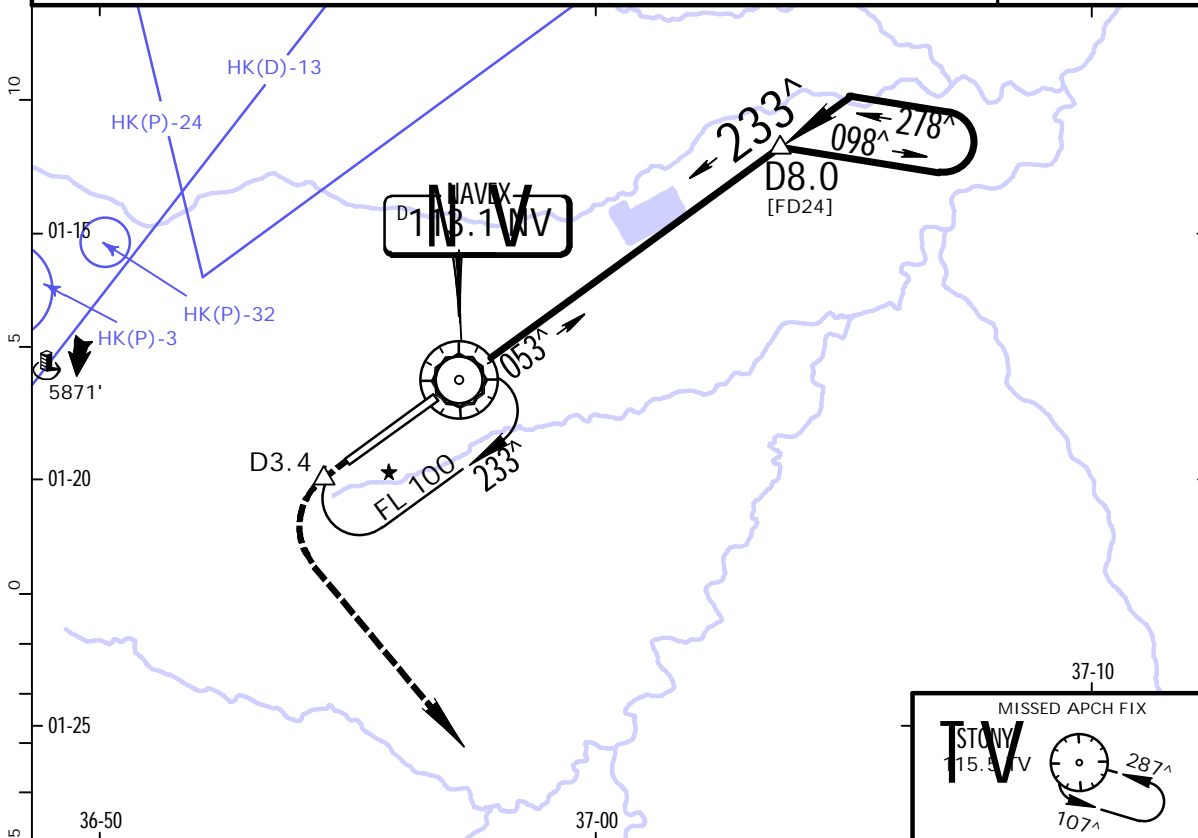 10
HK(D)-13
HK(P)-24
233^
278^
098^
D8.0
[FD24]
NAVEX
D 113.1 NV
NV
01-15
HK(P)-32
HK(P)-3
5
5871'
053^
D3.4
FL 100
233^
01-20
0
01-25
5
36-50
37-00
37-10
MISSED APCH FIX
STONY
115.5 TV
TV
287^
107^